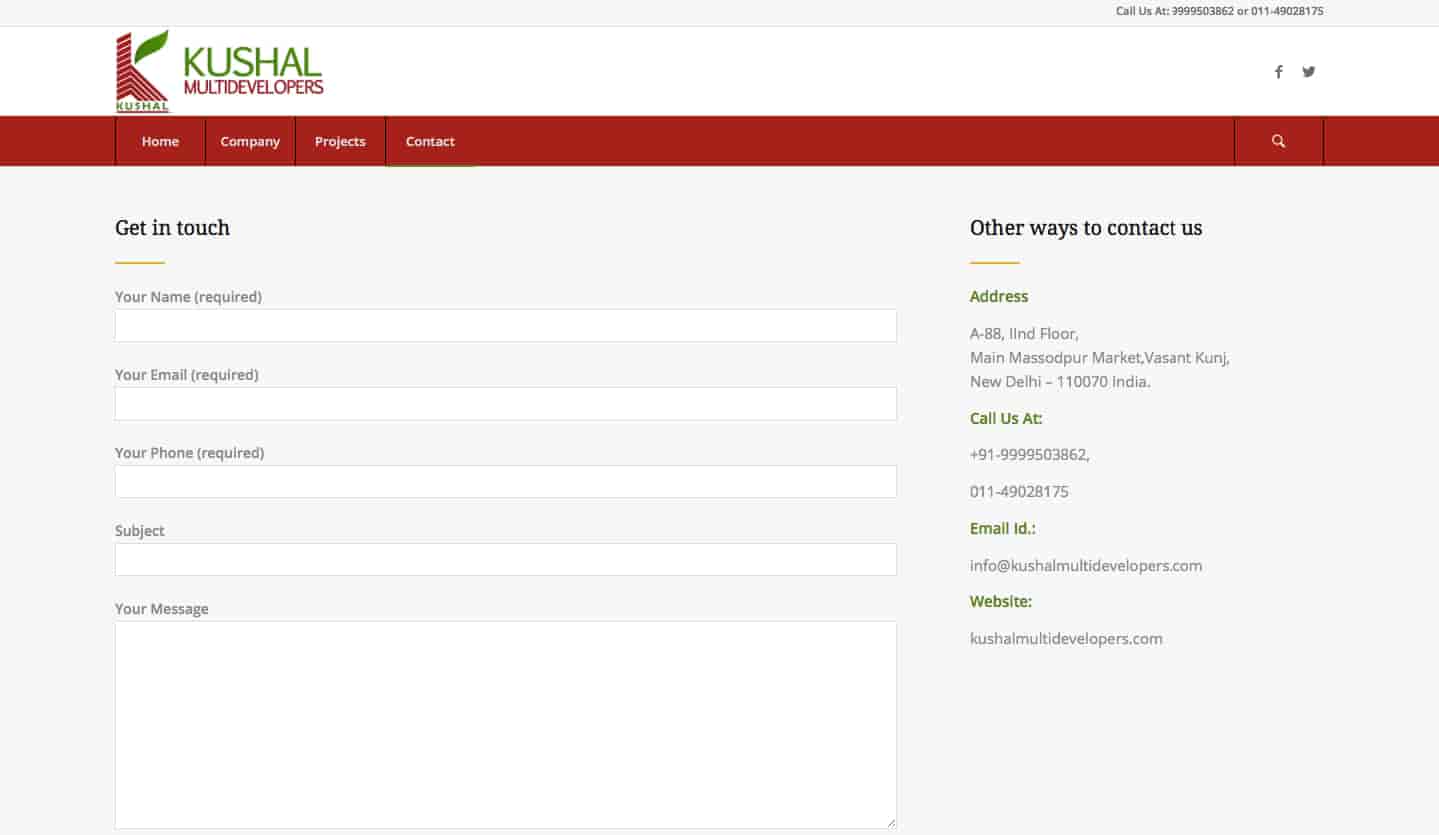 Call Us At: 9999503862 or 011-49028175
KUSHAL
KUSHAL
MULTIDEVELOPERS
Home
Company
Projects
Contact
Get in touch
Your Name (required)
Your Email (required)
Your Phone (required)
Subject
Your Message
Other ways to contact us
Address
A-88, IInd Floor,
Main Massodpur Market,Vasant Kunj,
New Delhi – 110070 India.
Call Us At:
+91-9999503862,
011-49028175
Email Id.:
info@kushalmultidevelopers.com
Website:
kushalmultidevelopers.com